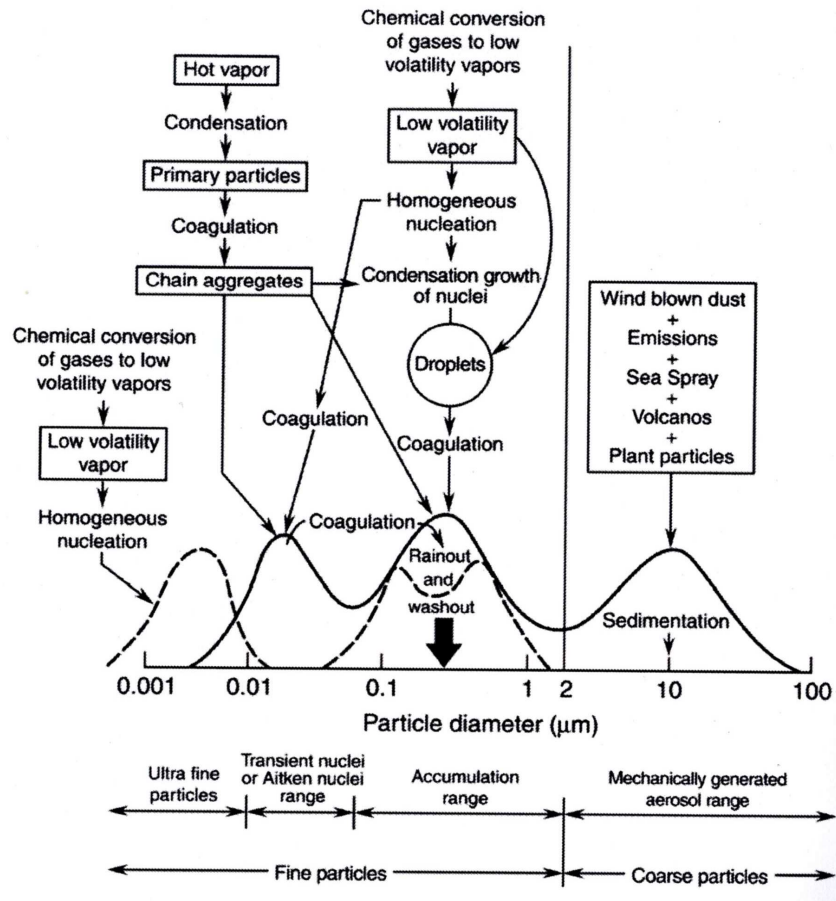 Chemical conversion
of gases to low
volatility vapors
Hot vapor
Condensation
Low volatility
vapor
Primary particles
Homogeneous
nucleation
Coagulation
Chain aggregates
Condensation growth
of nuclei
Wind blown dust
+
Emissions
+
Sea Spray
+
Volcanos
+
Plant particles
Chemical conversion
of gases to low
volatility vapors
Droplets
Coagulation
Coagulation
Low volatility
vapor
Homogeneous
nucleation
Coagulation
Rainout
and
washout
Sedimentation
0.001 0.01 0.1 1 2 10 100
Particle diameter (μm)
Ultra fine
particles
Transient nuclei
or Aitken nuclei
range
Accumulation
range
Mechanically generated
aerosol range
Fine particles
Coarse particles